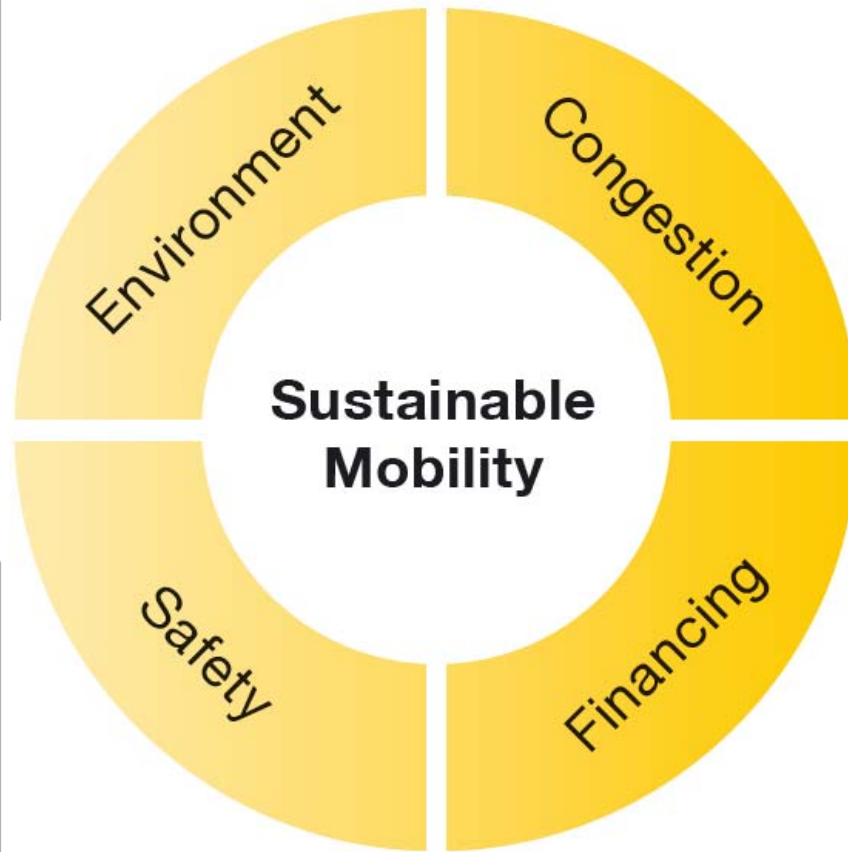 Environment
Congestion
Sustainable
Mobility
Safety
Financing